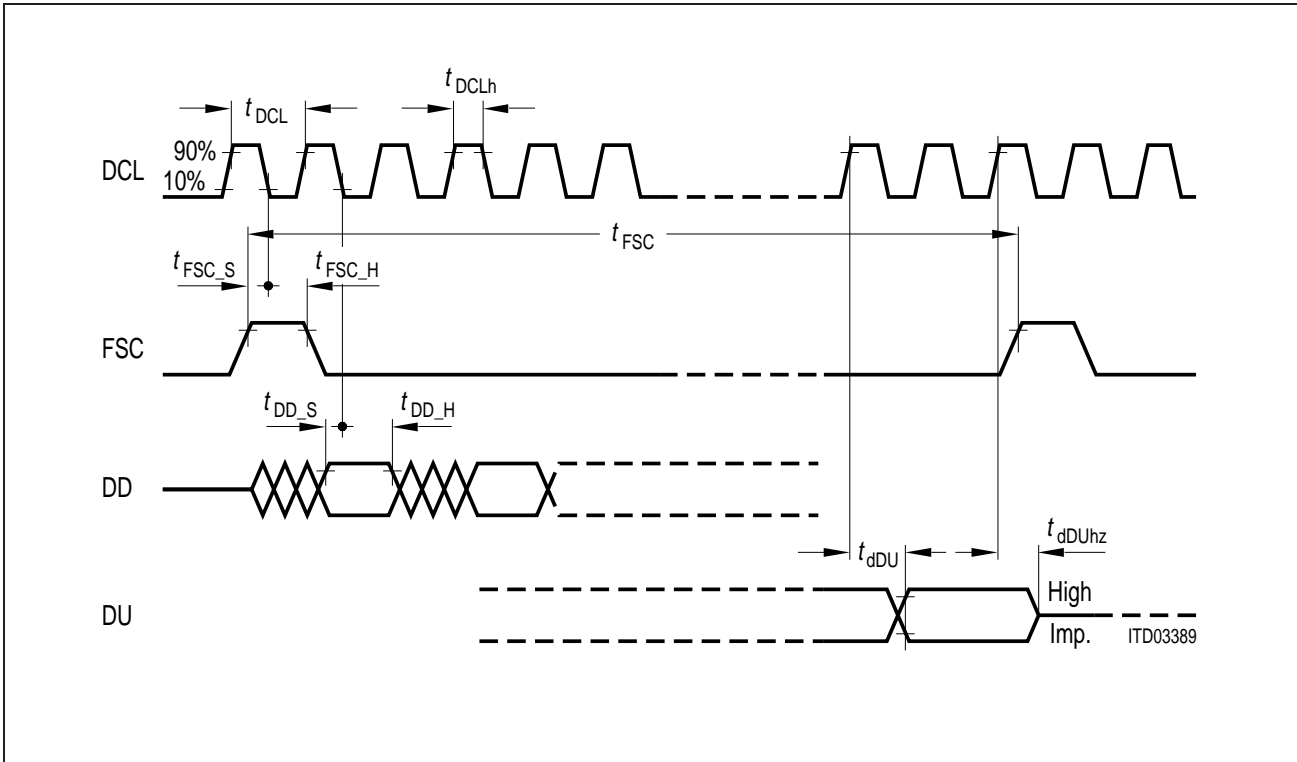 t DCLh
t DCL
90%
DCL
10%
t FSC
t FSC_S
t FSC_H
FSC
t DD_S
t DD_H
DD
t dDU
t dDUhz
High
DU
Imp.
ITD03389